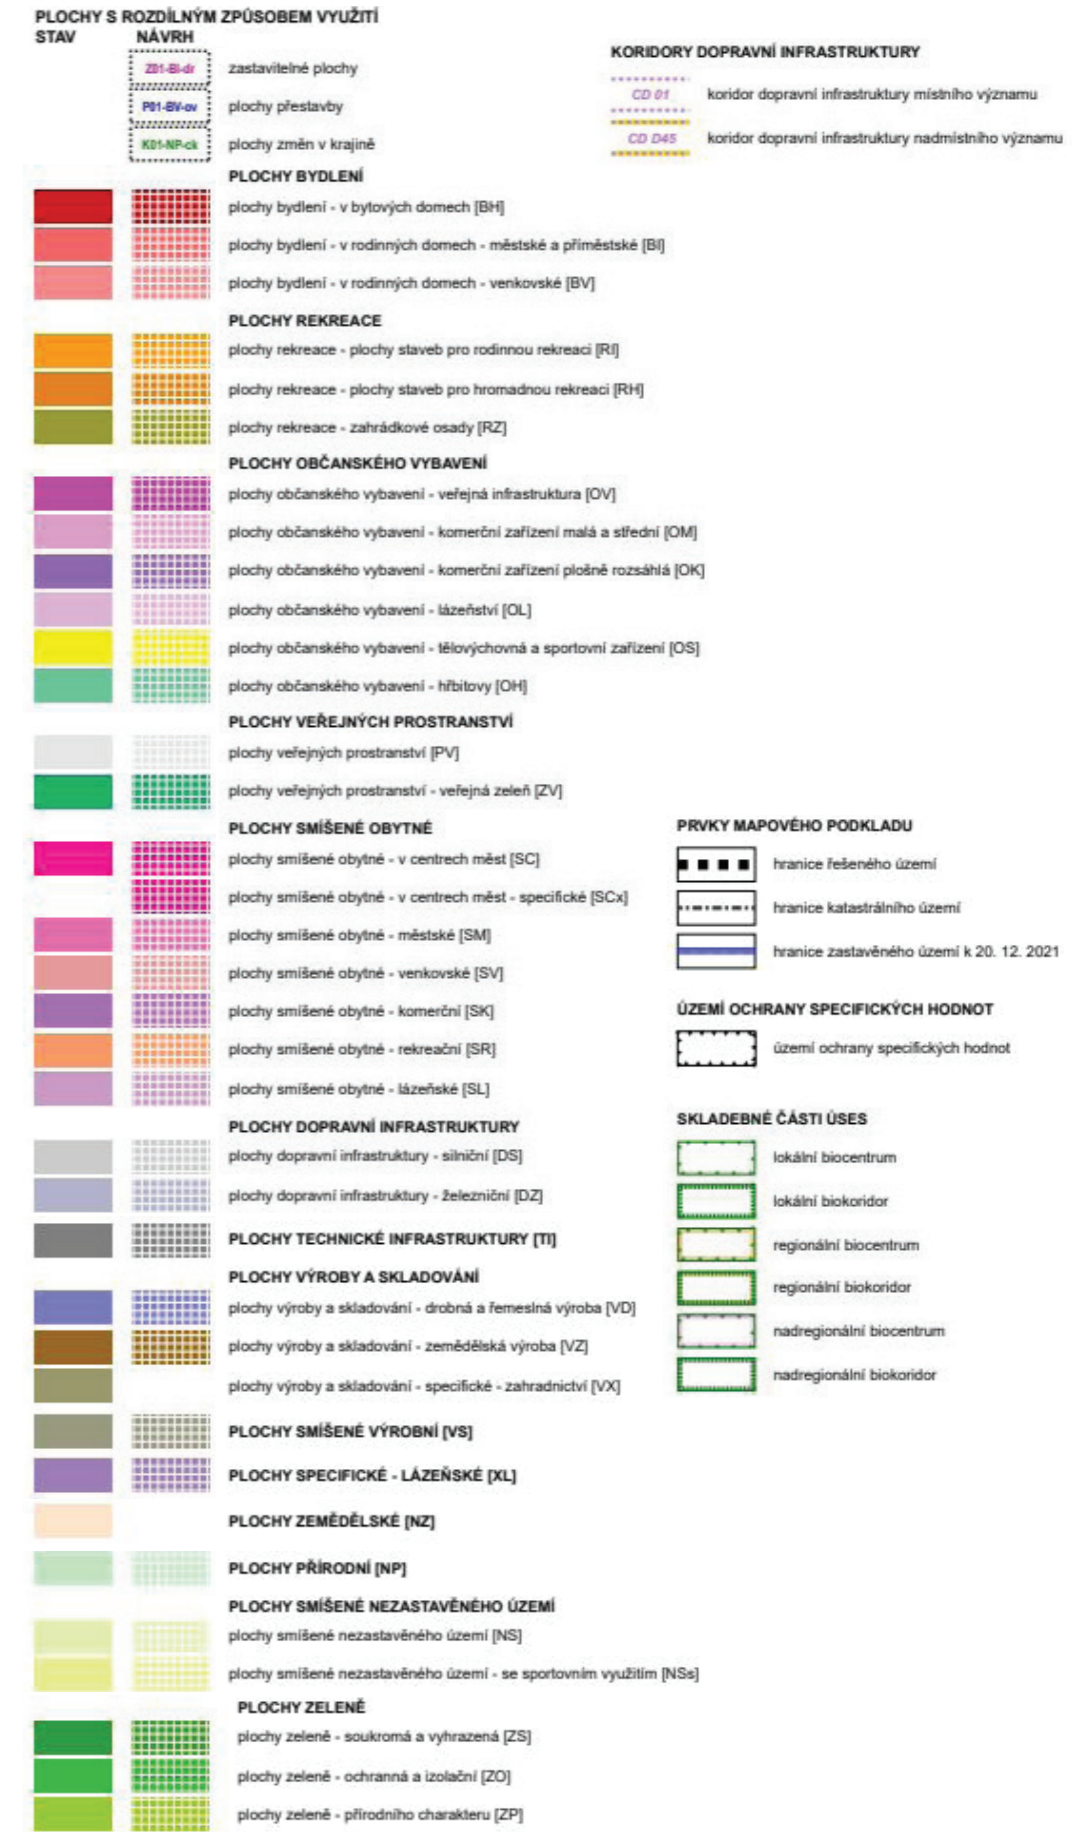 PLOCHY S ROZDÍLNÝM ZPŮSOBEM VYUŽITÍ
STAV NÁVRH
Z01-BI-dr zastavitelné plochy
P01-BV-ov plochy přestavby
K01-NP-ck plochy změn v krajině
KORIDORY DOPRAVNÍ INFRASTRUKTURY
CD 01 koridor dopravní infrastruktury místního významu
CD D45 koridor dopravní infrastruktury nadmístního významu
PLOCHY BYDLENÍ
plochy bydlení - v bytových domech [BH]
plochy bydlení - v rodinných domech - městské a příměstské [BI]
plochy bydlení - v rodinných domech - venkovské [BV]
PLOCHY REKREACE
plochy rekreace - plochy staveb pro rodinnou rekreaci [RI]
plochy rekreace - plochy staveb pro hromadnou rekreaci [RH]
plochy rekreace - zahrádkové osady [RZ]
PLOCHY OBČANSKÉHO VYBAVENÍ
plochy občanského vybavení - veřejná infrastruktura [OV]
plochy občanského vybavení - komerční zařízení malá a střední [OM]
plochy občanského vybavení - komerční zařízení plošně rozsáhlá [OK]
plochy občanského vybavení - lázeňství [OL]
plochy občanského vybavení - tělovýchovná a sportovní zařízení [OS]
plochy občanského vybavení - hřbitovy [OH]
PLOCHY VEŘEJNÝCH PROSTRANSTVÍ
plochy veřejných prostranství [PV]
plochy veřejných prostranství - veřejná zeleň [ZV]
PLOCHY SMÍŠENÉ OBYTNÉ
plochy smíšené obytné - v centrech měst [SC]
plochy smíšené obytné - v centrech měst - specifické [SCx]
plochy smíšené obytné - městské [SM]
plochy smíšené obytné - venkovské [SV]
plochy smíšené obytné - komerční [SK]
plochy smíšené obytné - rekreační [SR]
plochy smíšené obytné - lázeňské [SL]
PLOCHY DOPRAVNÍ INFRASTRUKTURY
plochy dopravní infrastruktury - silniční [DS]
plochy dopravní infrastruktury - železniční [DZ]
PLOCHY TECHNICKÉ INFRASTRUKTURY [TI]
PLOCHY VÝROBY A SKLADOVÁNÍ
plochy výroby a skladování - drobná a řemeslná výroba [VD]
plochy výroby a skladování - zemědělská výroba [VZ]
plochy výroby a skladování - specifické - zahradnictví [VX]
PLOCHY SMÍŠENÉ VÝROBNÍ [VS]
PLOCHY SPECIFICKÉ - LÁZEŇSKÉ [XL]
PLOCHY ZEMĚDĚLSKÉ [NZ]
PLOCHY PŘÍRODNÍ [NP]
PLOCHY SMÍŠENÉ NEZASTAVĚNÉHO ÚZEMÍ
plochy smíšené nezastavěného území [NS]
plochy smíšené nezastavěného území - se sportovním využitím [NSs]
PLOCHY ZELENĚ
plochy zeleně - soukromá a vyhrazená [ZS]
plochy zeleně - ochranná a izolační [ZO]
plochy zeleně - přírodního charakteru [ZP]
PRVKY MAPOVÉHO PODKLADU
hranice řešeného území
hranice katastrálního území
hranice zastavěného území k 20. 12. 2021
ÚZEMÍ OCHRANY SPECIFICKÝCH HODNOT
území ochrany specifických hodnot
SKLADEBNÉ ČÁSTI ÚSES
lokální biocentrum
lokální biokoridor
regionální biocentrum
regionální biokoridor
nadregionální biocentrum
nadregionální biokoridor